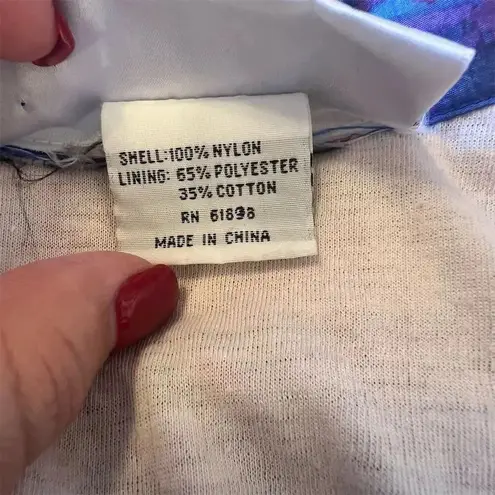 SHELL:100% NYLON
LINING: 65% POLYESTER
35% COTTON
RN 61898
MADE IN CHINA